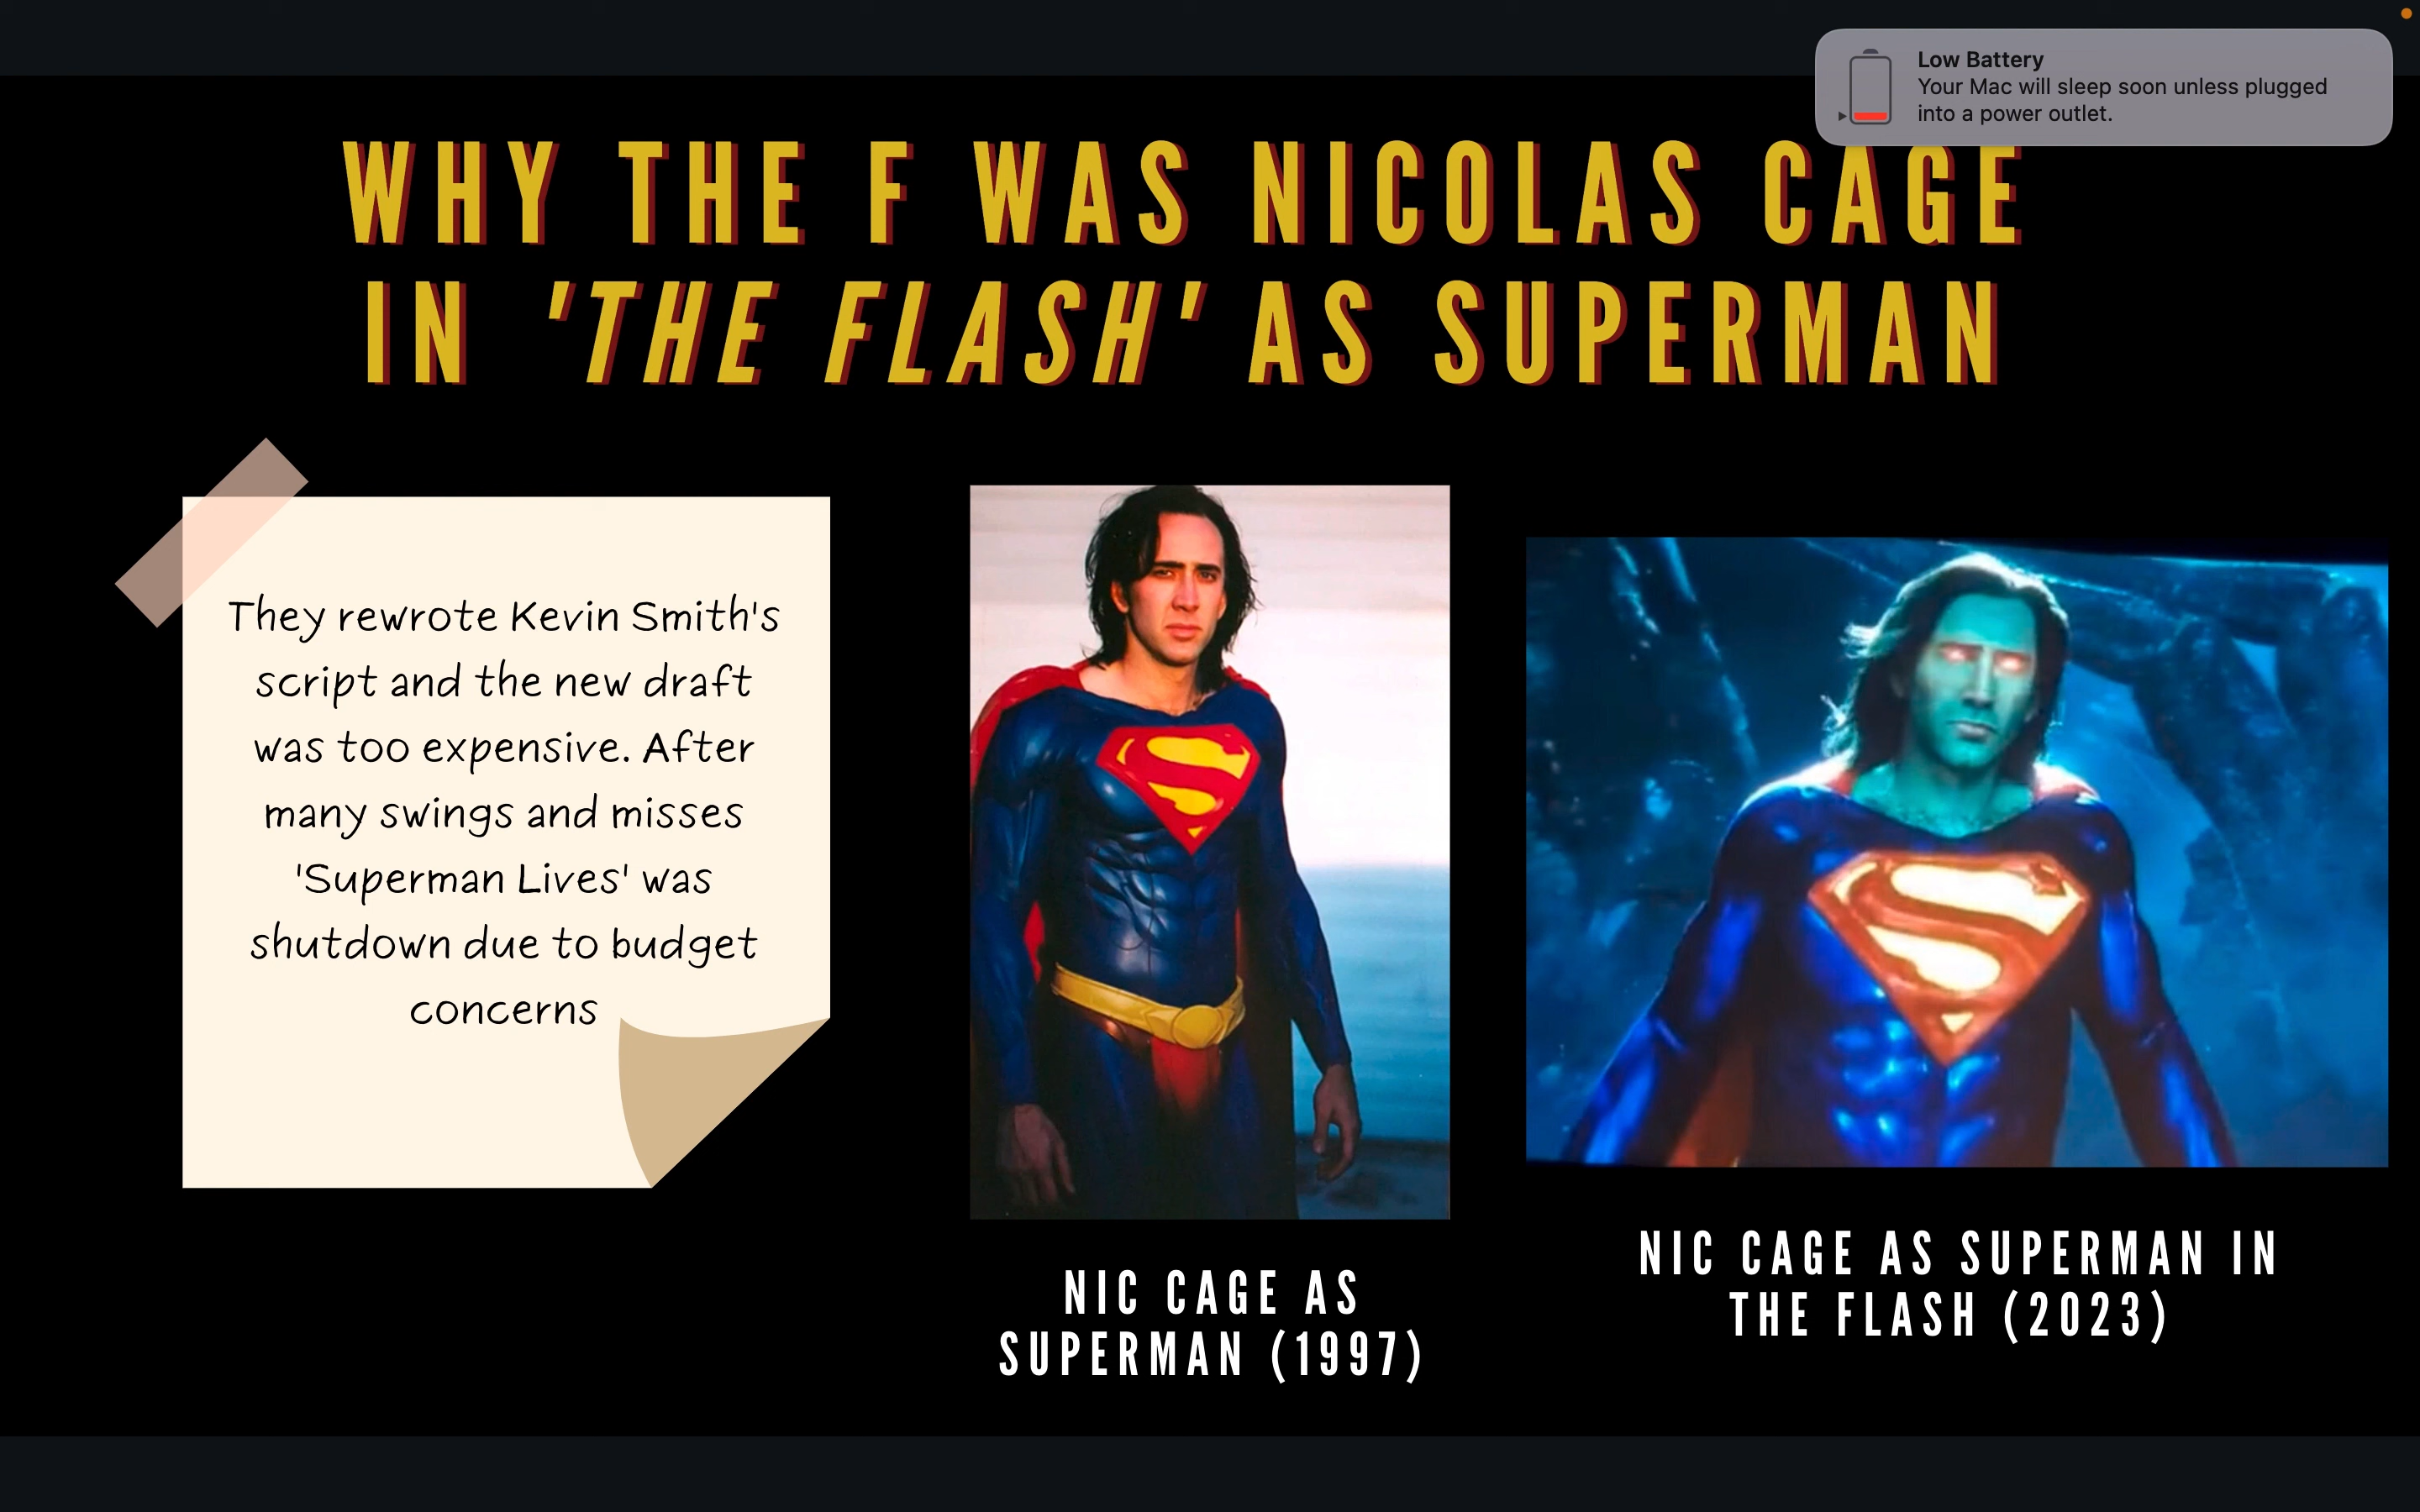 Low Battery
Your Mac will sleep soon unless plugged
into a power outlet.
WHY THE F WAS NICOLAS CAGE
IN 'THE FLASH' AS SUPERMAN
They rewrote Kevin Smith's
script and the new draft
was too expensive. After
many swings and misses
'Superman Lives' was
shutdown due to budget
concerns
NIC CAGE AS
SUPERMAN (1997)
NIC CAGE AS SUPERMAN IN
THE FLASH (2023)